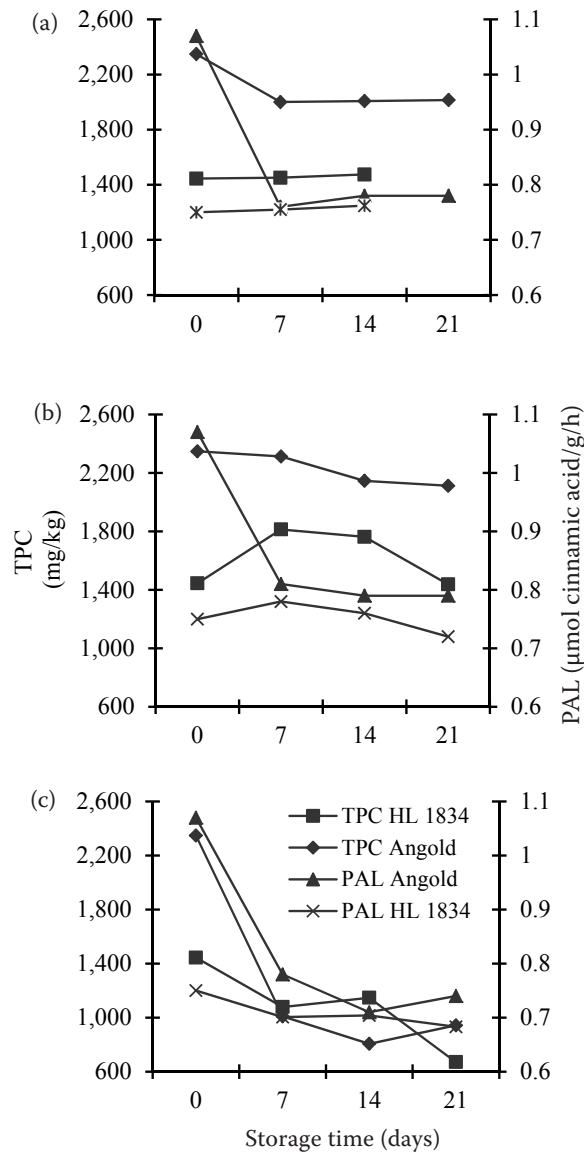 (a)
2,600
2,200
1,800
1,400
1,000
600
1.1
1
0.9
0.8
0.7
0.6
0 7 14 21
(b)
2,600
2,200
1,800
1,400
1,000
600
TPC
(mg/kg)
1.1
1
0.9
0.8
0.7
0.6
PAL (μmol cinnamic acid/g/h)
0 7 14 21
(c)
2,600
2,200
1,800
1,400
1,000
600
TPC HL 1834
TPC Angold
PAL Angold
PAL HL 1834
1.1
1
0.9
0.8
0.7
0.6
0 7 14 21
Storage time (days)